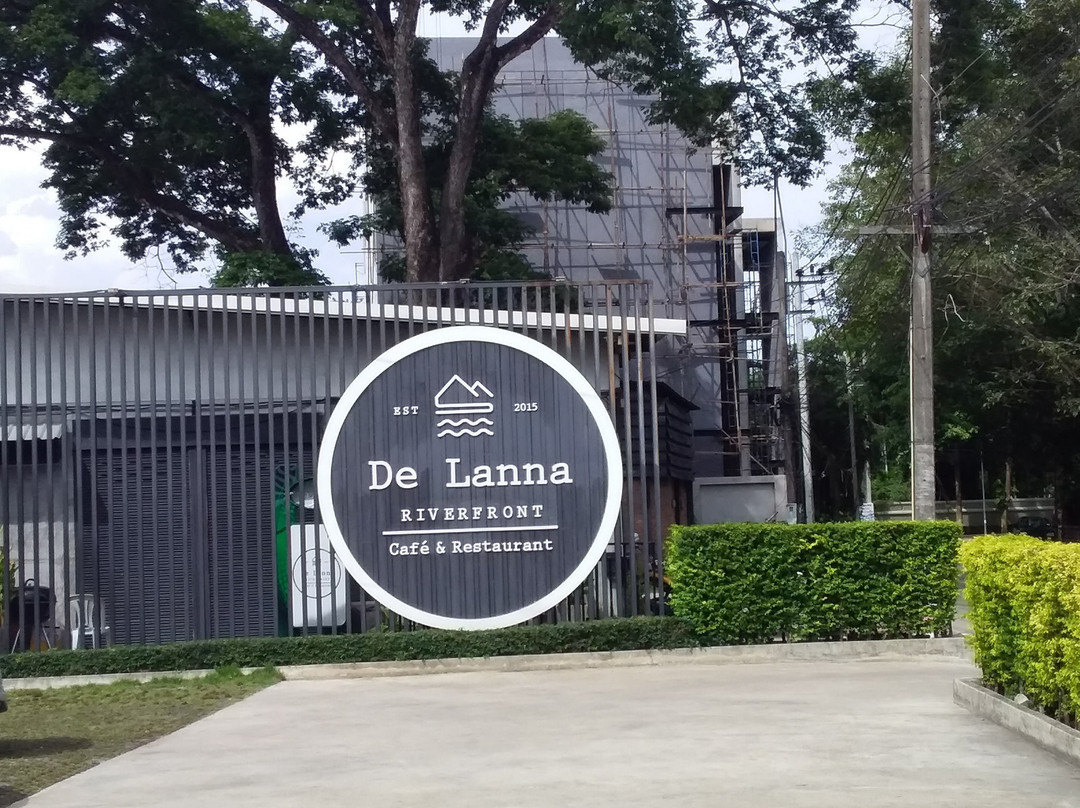 EST 2015
De Lanna
RIVERFRONT
Café & Restaurant